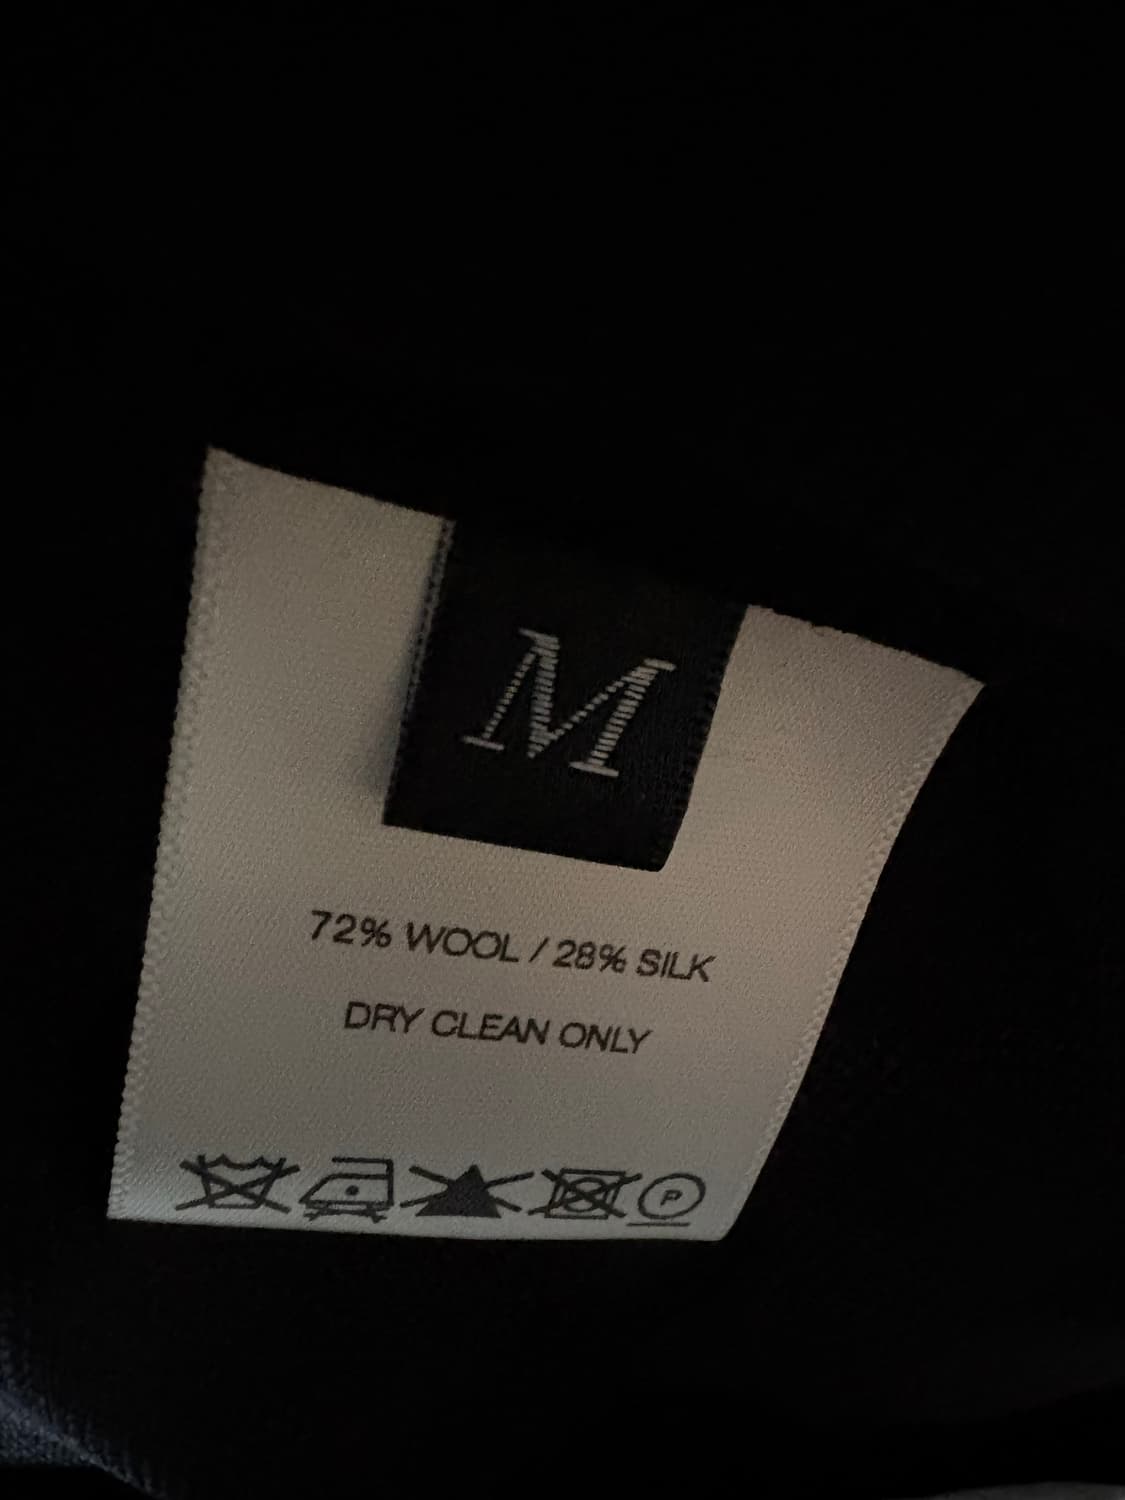 M
72% WOOL / 28% SILK
DRY CLEAN ONLY
P